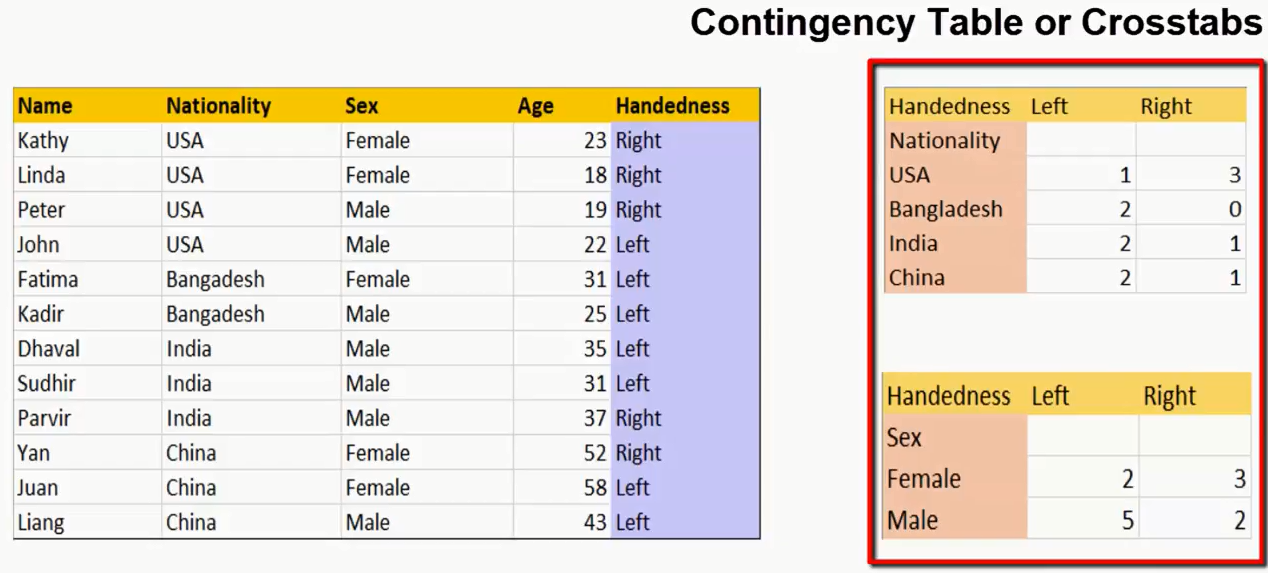 Contingency Table or Crosstabs
Name Nationality Sex Age Handedness
Kathy USA Female 23 Right
Linda USA Female 18 Right
Peter USA Male 19 Right
John USA Male 22 Left
Fatima Bangadesh Female 31 Left
Kadir Bangadesh Male 25 Left
Dhaval India Male 35 Left
Sudhir India Male 31 Left
Parvir India Male 37 Right
Yan China Female 52 Right
Juan China Female 58 Left
Liang China Male 43 Left
Handedness Left Right
Nationality
USA 1 3
Bangladesh 2 0
India 2 1
China 2 1
Handedness Left Right
Sex
Female 2 3
Male 5 2